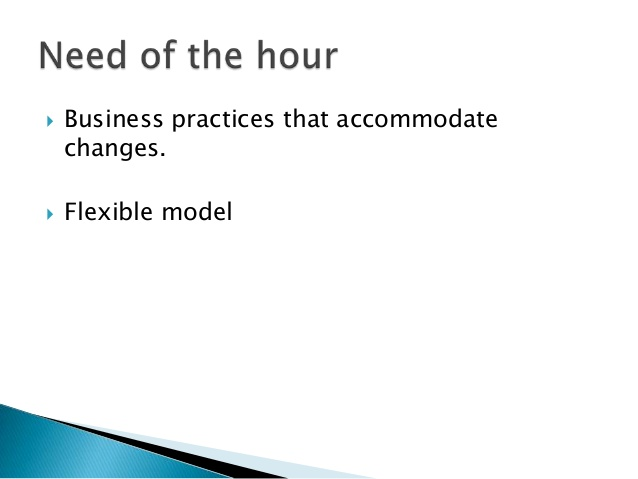 Need of the hour
Business practices that accommodate
changes.
Flexible model